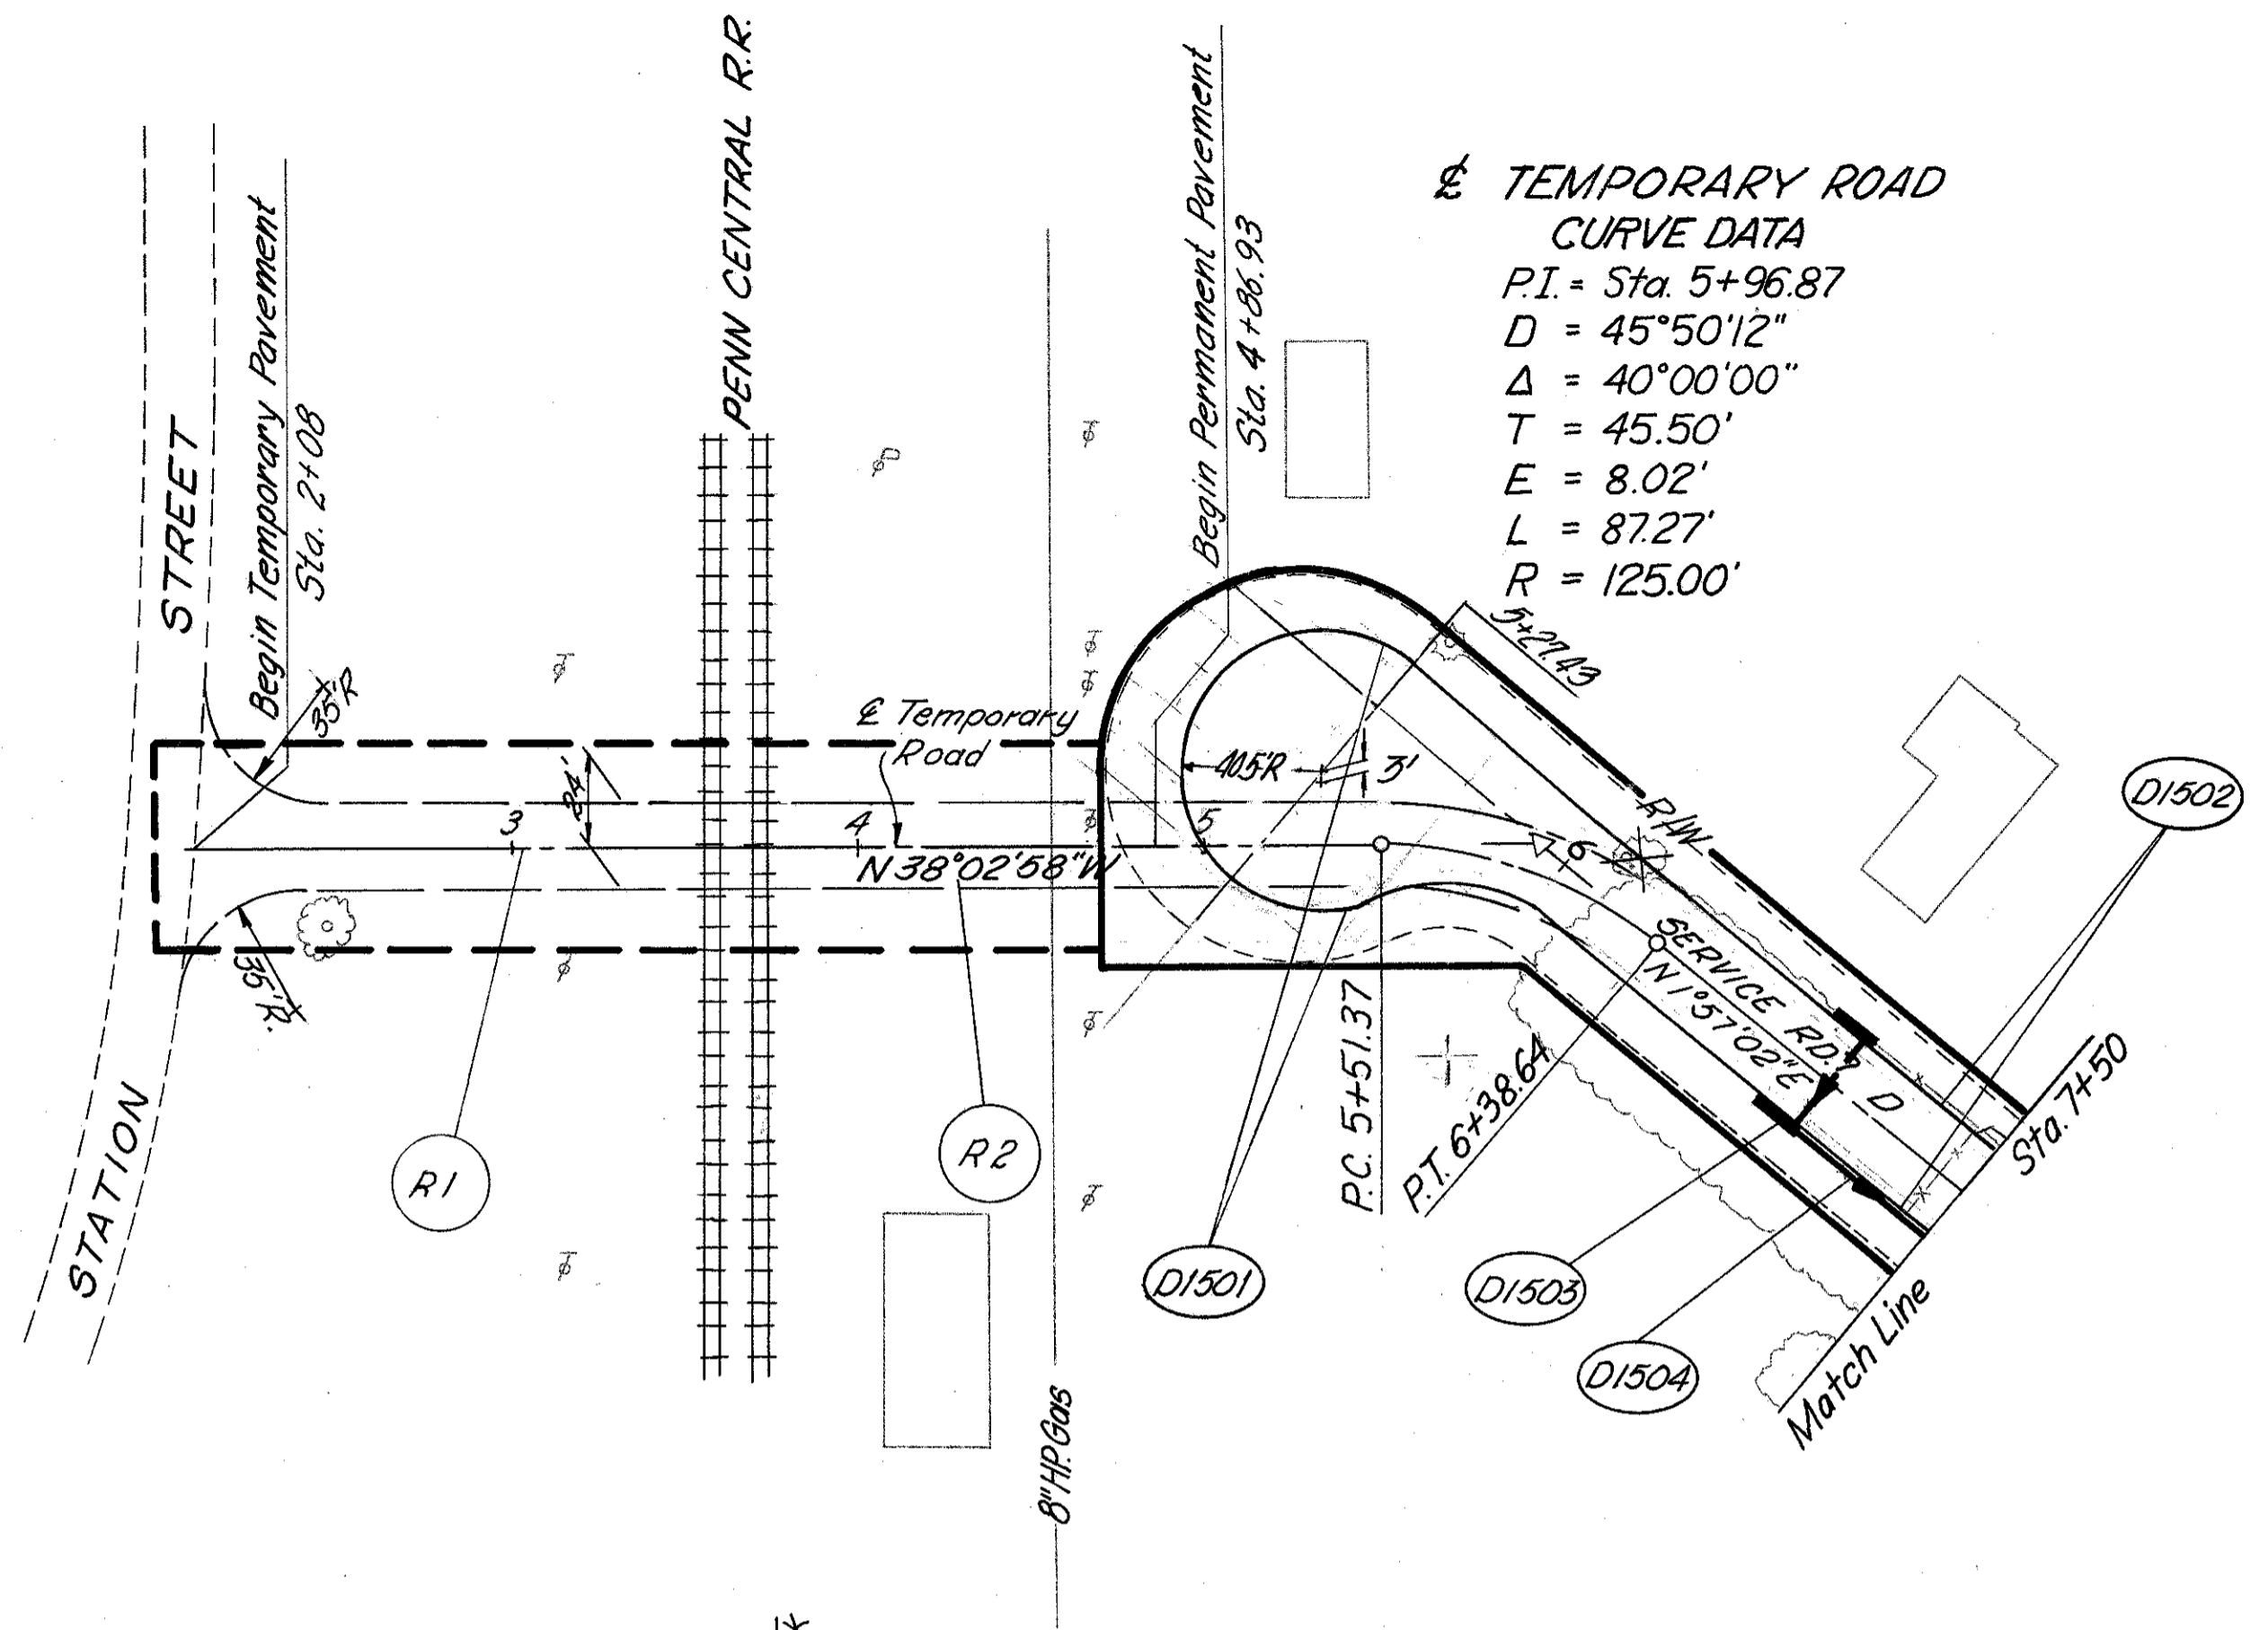 STREET
Begin Temporary Pavement
Sta. 2+08
PENN CENTRAL R.R.
Begin Permanent Pavement
Sta. 4+86.93
℄ TEMPORARY ROAD
CURVE DATA
P.I. = Sta. 5+96.87
D = 45°50'12"
Δ = 40°00'00"
T = 45.50'
E = 8.02'
L = 87.27'
R = 125.00'
5+27.43
35'R
℄ Temporary
Road
24'
3
4
5
6
N 38°02'58"W
40.5'R
3'
R/W
D
D1502
SERVICE RD.
N 1°57'02"E
D
35'R.
STATION
R1
R2
P.C. 5+51.37
P.T. 6+38.64
Sta. 7+50
Match Line
D1501
D1503
D1504
8"H.P.Gas